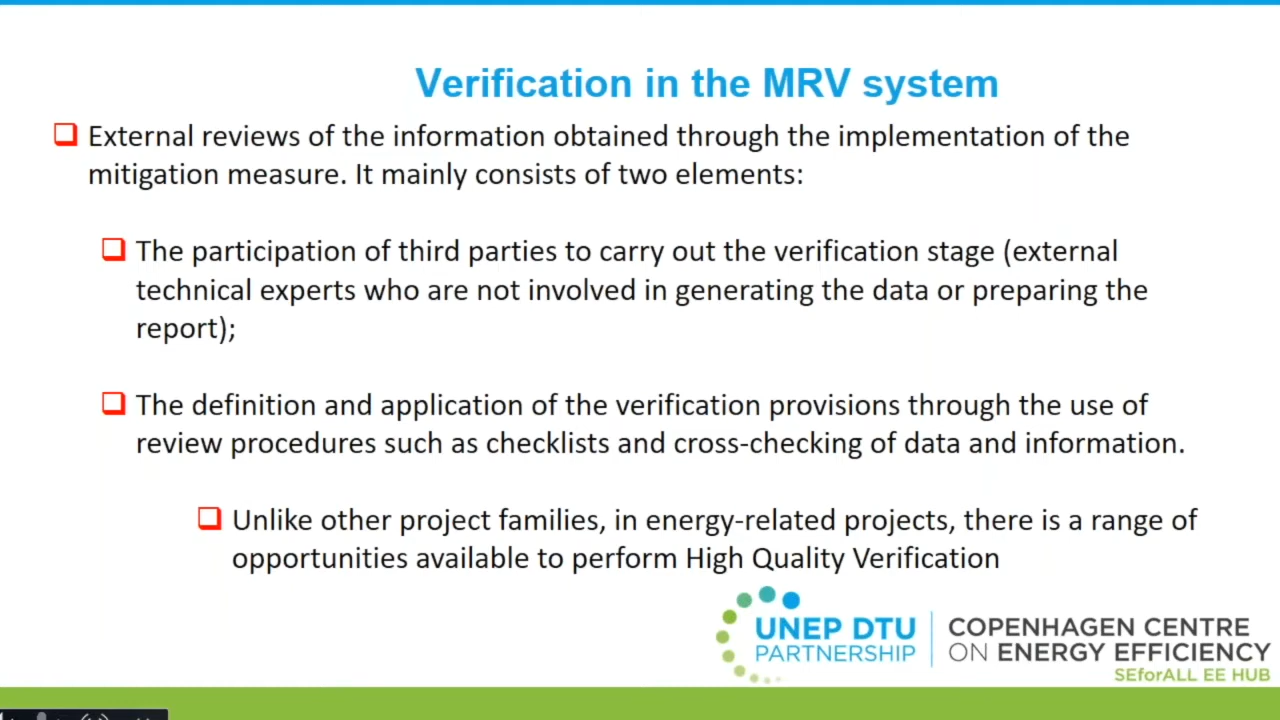 Verification in the MRV system
External reviews of the information obtained through the implementation of the
mitigation measure. It mainly consists of two elements:
The participation of third parties to carry out the verification stage (external
technical experts who are not involved in generating the data or preparing the
report);
The definition and application of the verification provisions through the use of
review procedures such as checklists and cross-checking of data and information.
Unlike other project families, in energy-related projects, there is a range of
opportunities available to perform High Quality Verification
UNEP DTU
PARTNERSHIP
COPENHAGEN CENTRE
ON ENERGY EFFICIENCY
SEforALL EE HUB